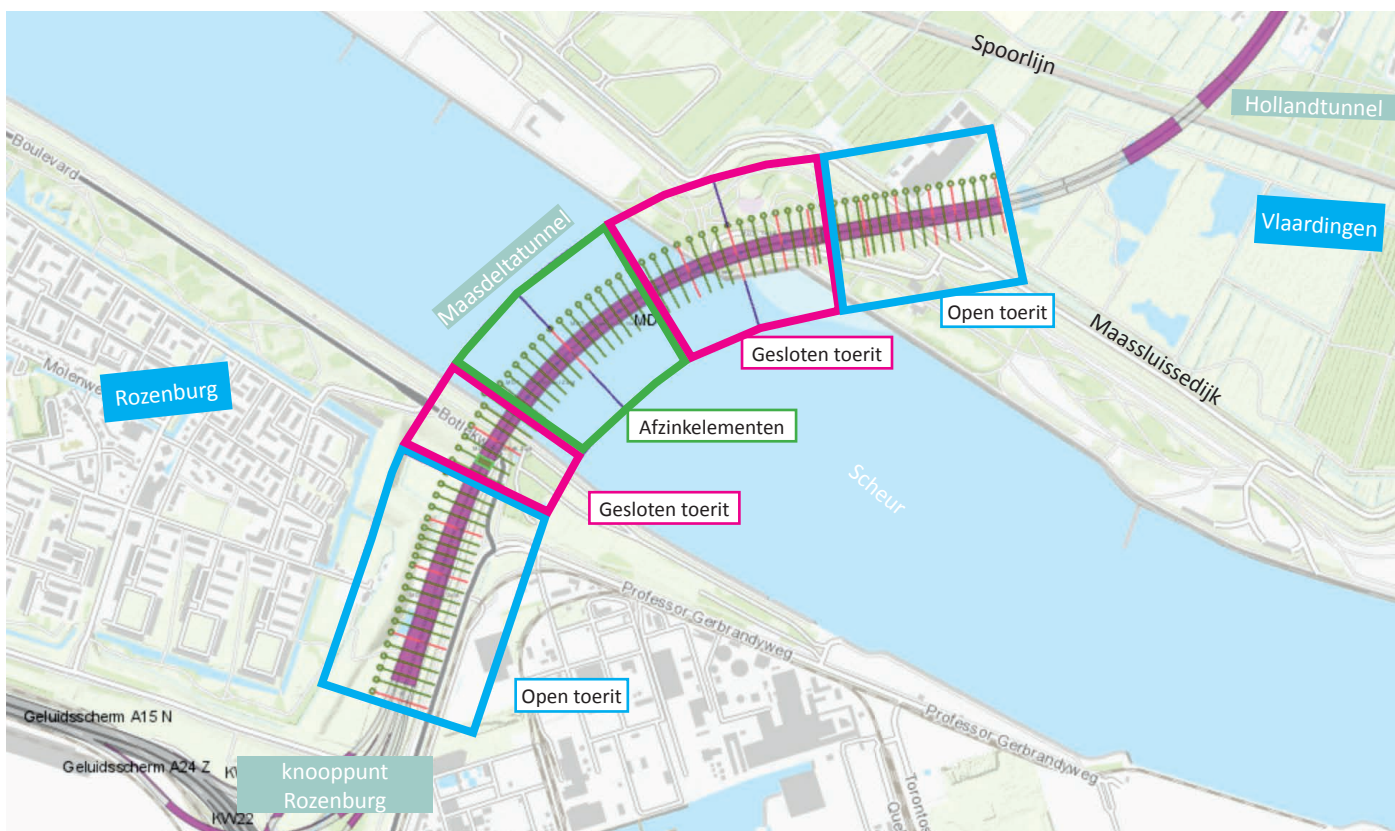 Spoorlijn
Hollandtunnel
Boulevard
Vlaardingen
Maasdeltatunnel
Open toerit
MD
Maassluissedijk
Gesloten toerit
Rozenburg
Afzinkelementen
Scheur
Gesloten toerit
Professor Gerbrandyweg
Open toerit
Geluidsscherm A15 N
Professor Gerbrandyweg
Geluidsscherm A24 Z
knooppunt
Rozenburg
KW22